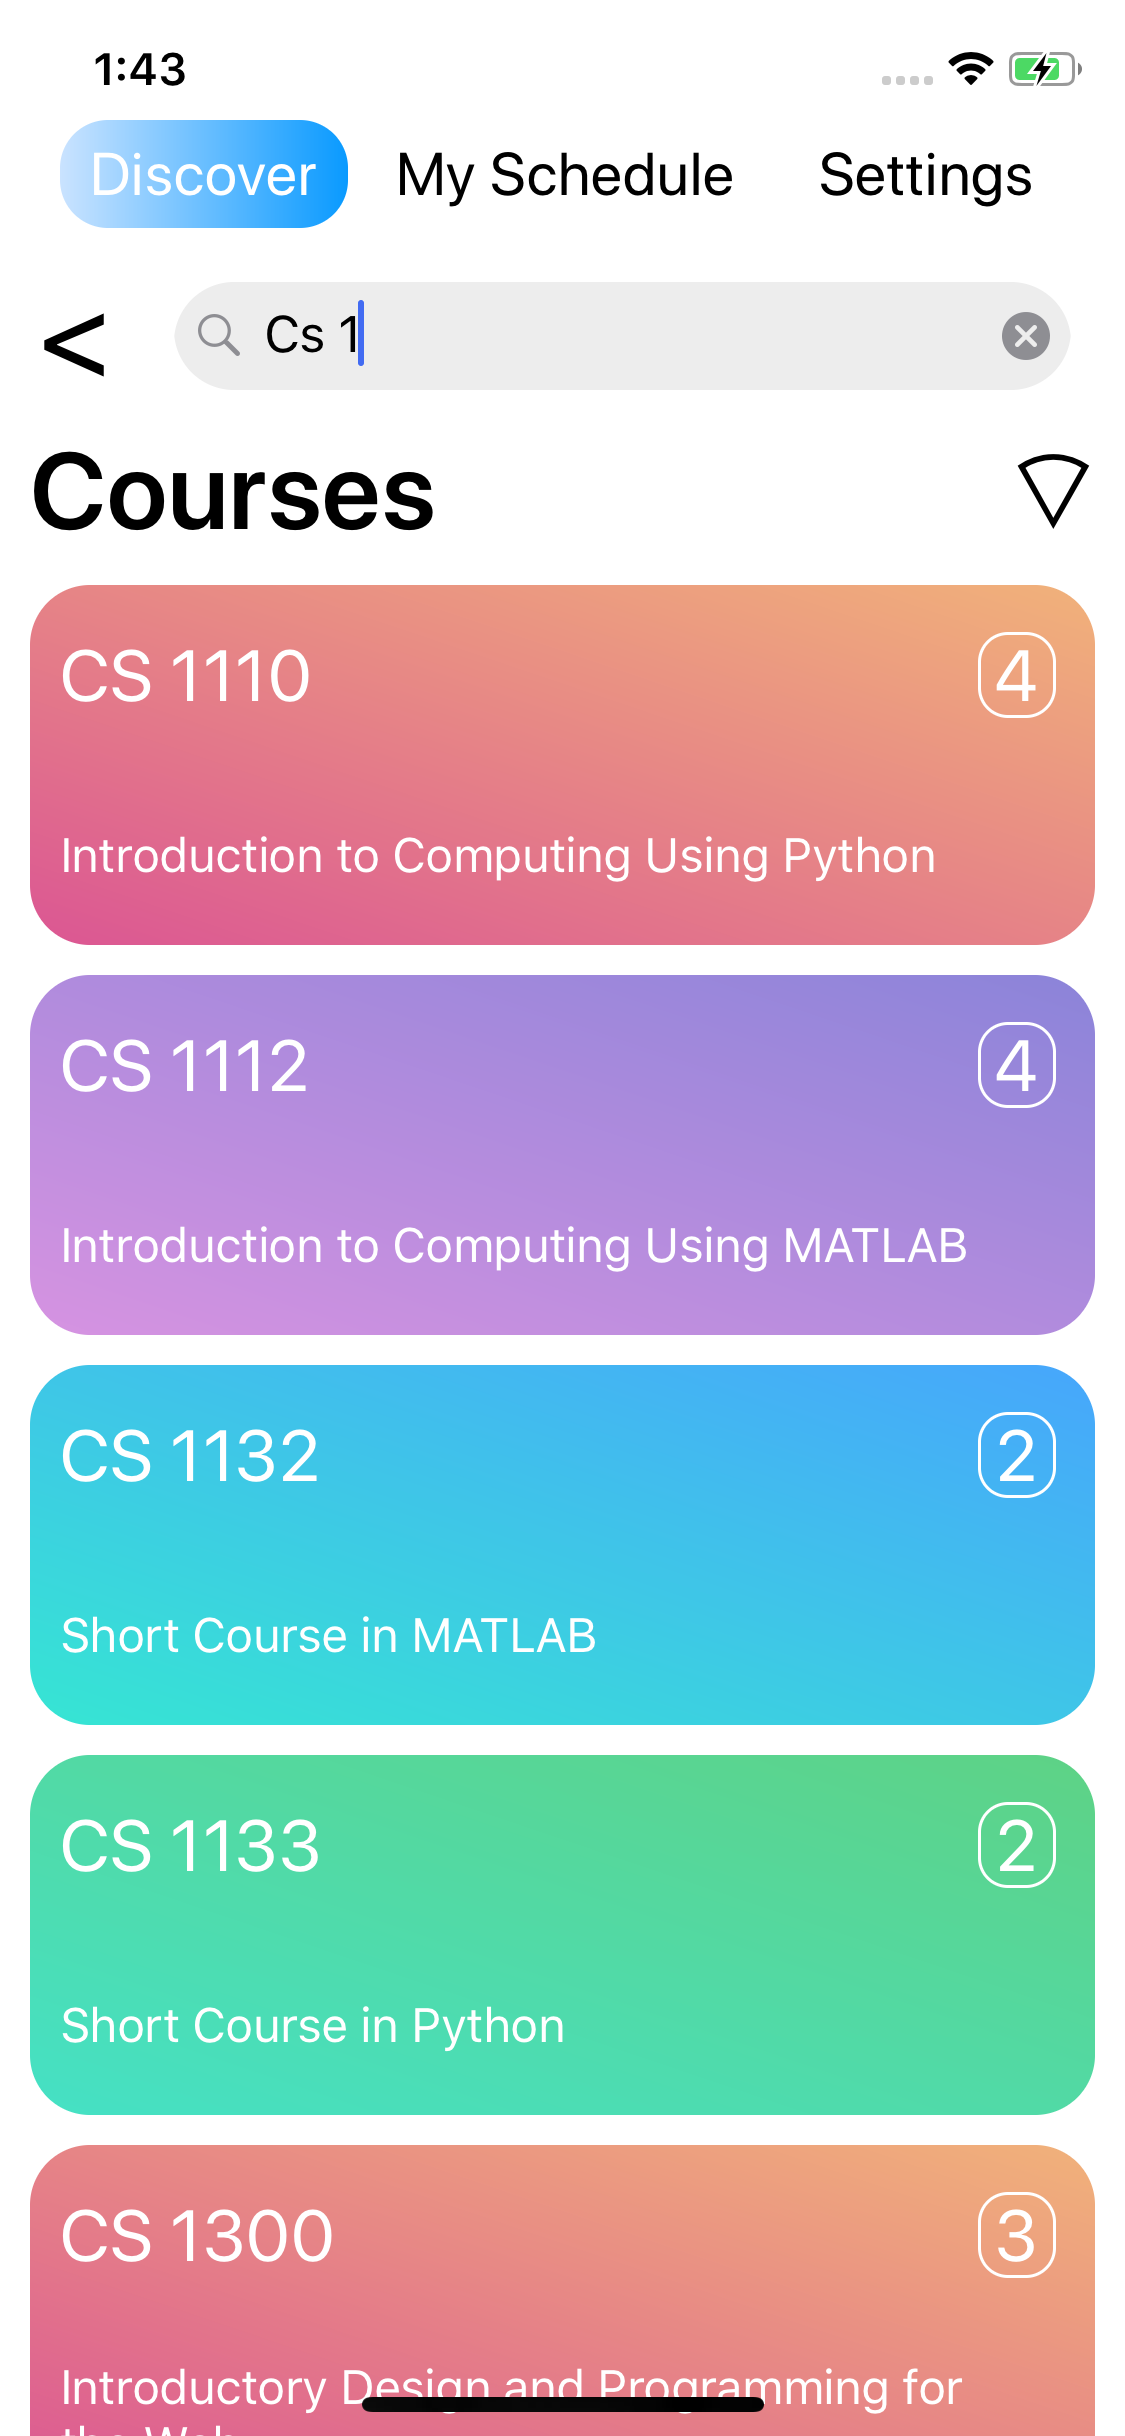 1:43
Discover My Schedule Settings
< Cs 1
Courses
CS 1110 4
Introduction to Computing Using Python
CS 1112 4
Introduction to Computing Using MATLAB
CS 1132 2
Short Course in MATLAB
CS 1133 2
Short Course in Python
CS 1300 3
Introductory Design and Programming for
the Web